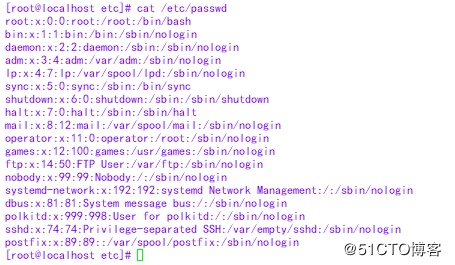 [root@localhost etc]# cat /etc/passwd
root:x:0:0:root:/root:/bin/bash
bin:x:1:1:bin:/bin:/sbin/nologin
daemon:x:2:2:daemon:/sbin:/sbin/nologin
adm:x:3:4:adm:/var/adm:/sbin/nologin
lp:x:4:7:lp:/var/spool/lpd:/sbin/nologin
sync:x:5:0:sync:/sbin:/bin/sync
shutdown:x:6:0:shutdown:/sbin:/sbin/shutdown
halt:x:7:0:halt:/sbin:/sbin/halt
mail:x:8:12:mail:/var/spool/mail:/sbin/nologin
operator:x:11:0:operator:/root:/sbin/nologin
games:x:12:100:games:/usr/games:/sbin/nologin
ftp:x:14:50:FTP User:/var/ftp:/sbin/nologin
nobody:x:99:99:Nobody:/:/sbin/nologin
systemd-network:x:192:192:systemd Network Management:/:/sbin/nologin
dbus:x:81:81:System message bus:/:/sbin/nologin
polkitd:x:999:998:User for polkitd:/:/sbin/nologin
sshd:x:74:74:Privilege-separated SSH:/var/empty/sshd:/sbin/nologin
postfix:x:89:89::/var/spool/postfix:/sbin/nologin
[root@localhost etc]#
@51CTO博客